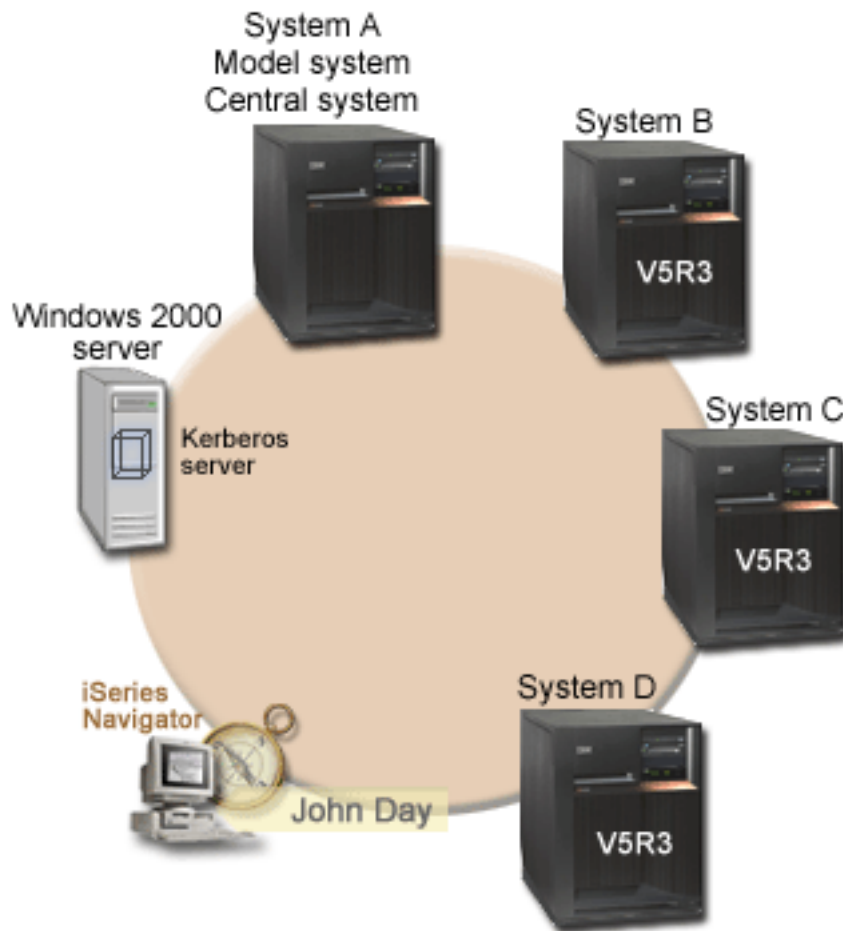 System A
Model system
Central system
System B
V5R3
Windows 2000
server
Kerberos
server
System C
V5R3
iSeries
Navigator
John Day
System D
V5R3